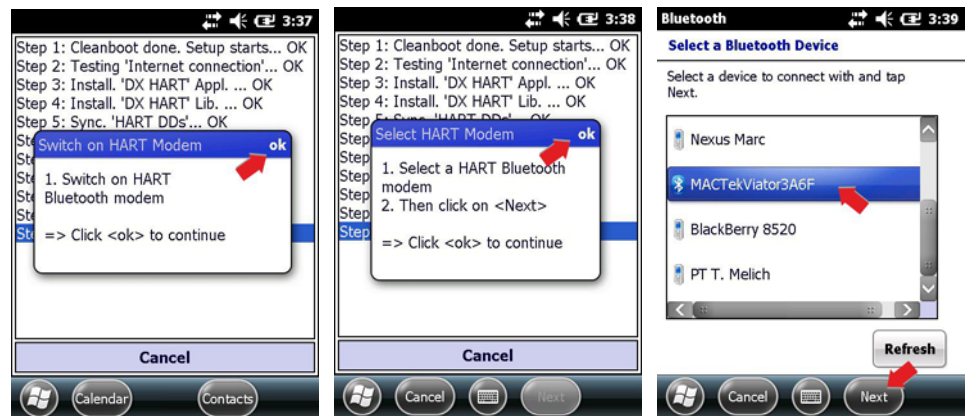 3:37
Step 1: Cleanboot done. Setup starts... OK
Step 2: Testing 'Internet connection'... OK
Step 3: Install. 'DX HART' Appl. ... OK
Step 4: Install. 'DX HART' Lib. ... OK
Step 5: Sync. 'HART DDs'... OK
Switch on HART Modem ok
1. Switch on HART
Bluetooth modem
=> Click <ok> to continue
Cancel
Calendar Contacts
3:38
Step 1: Cleanboot done. Setup starts... OK
Step 2: Testing 'Internet connection'... OK
Step 3: Install. 'DX HART' Appl. ... OK
Step 4: Install. 'DX HART' Lib. ... OK
Step
Select HART Modem ok
Step
Step
1. Select a HART Bluetooth
modem
2. Then click on <Next>
Step
Step
Step
=> Click <ok> to continue
Cancel
Cancel Next
Bluetooth 3:39
Select a Bluetooth Device
Select a device to connect with and tap
Next.
Nexus Marc
MACTekViator3A6F
BlackBerry 8520
PT T. Melich
Refresh
Cancel Next